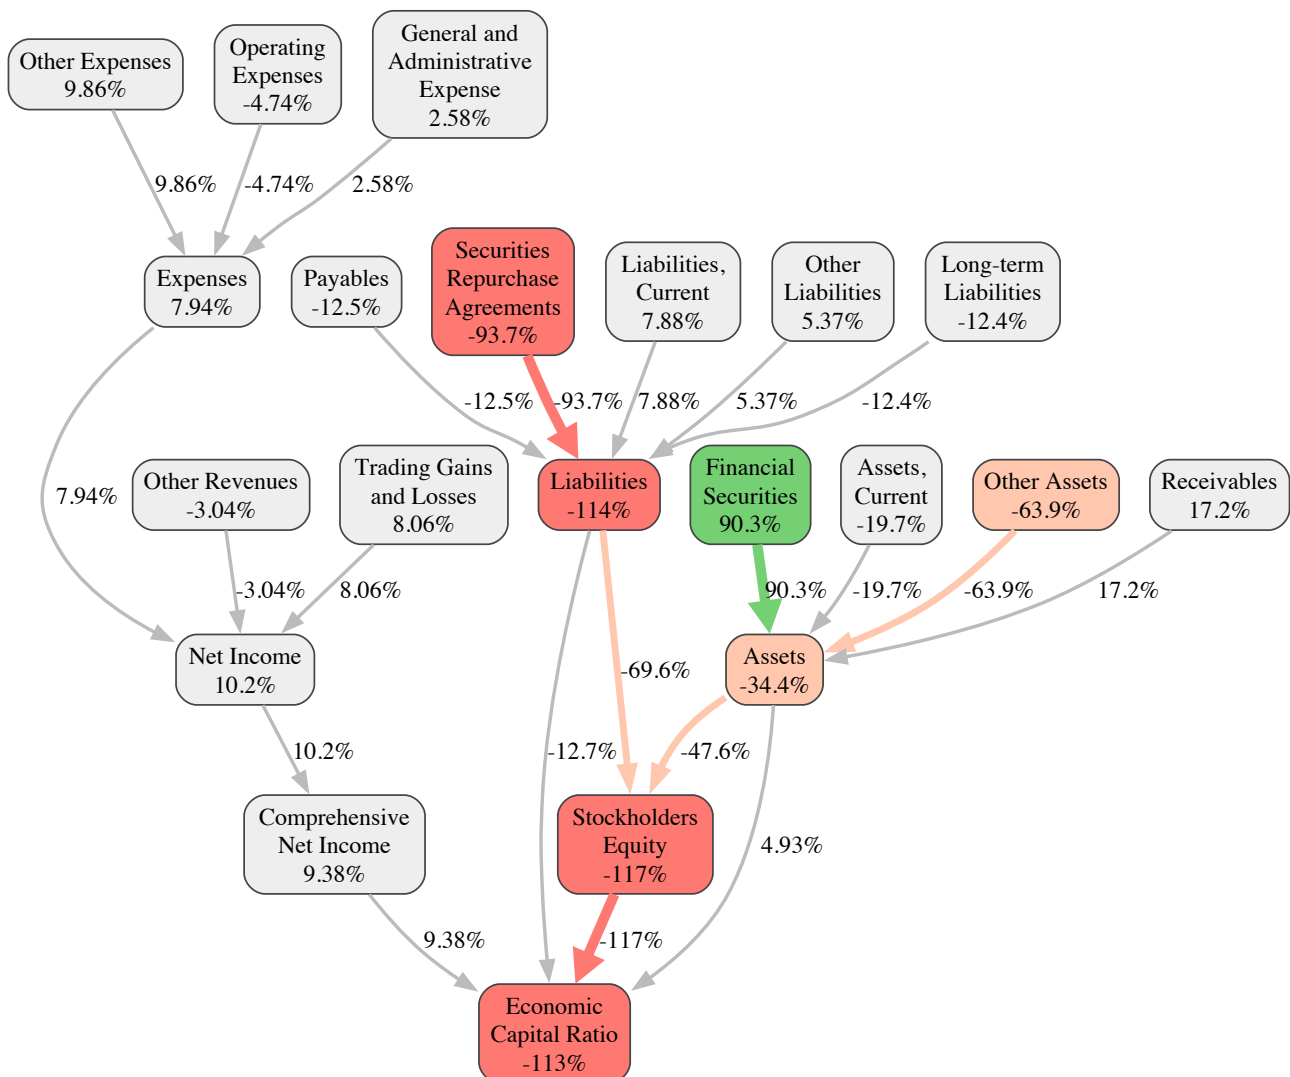 Other Expenses
9.86%
Operating
Expenses
-4.74%
General and
Administrative
Expense
2.58%
9.86%
-4.74%
2.58%
Expenses
7.94%
Payables
-12.5%
Securities
Repurchase
Agreements
-93.7%
Liabilities,
Current
7.88%
Other
Liabilities
5.37%
Long-term
Liabilities
-12.4%
-12.5%
-93.7%
7.88%
5.37%
-12.4%
7.94%
Other Revenues
-3.04%
Trading Gains
and Losses
8.06%
Liabilities
-114%
Financial
Securities
90.3%
Assets,
Current
-19.7%
Other Assets
-63.9%
Receivables
17.2%
-3.04%
8.06%
90.3%
-19.7%
-63.9%
17.2%
Net Income
10.2%
-69.6%
Assets
-34.4%
10.2%
-12.7%
-47.6%
Comprehensive
Net Income
9.38%
Stockholders
Equity
-117%
4.93%
9.38%
-117%
Economic
Capital Ratio
-113%